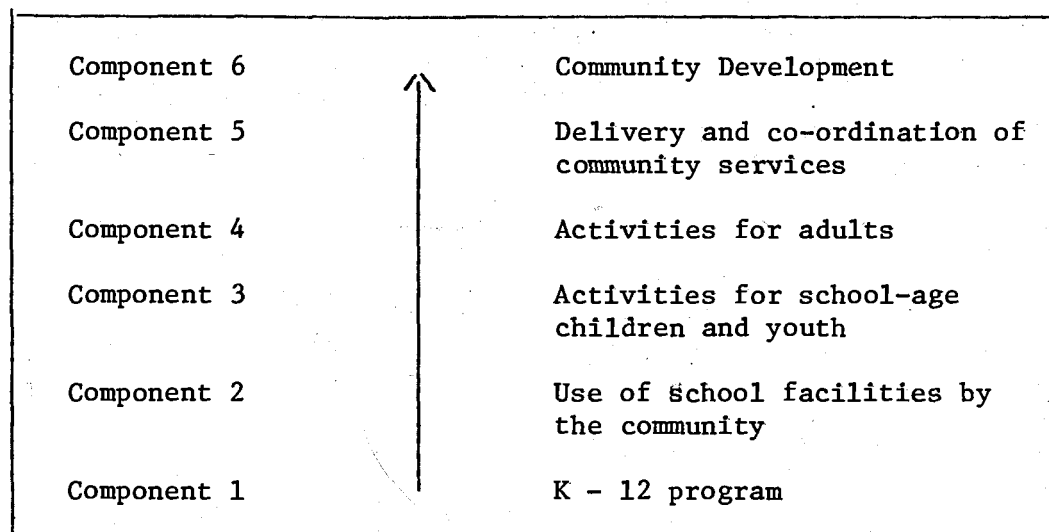 Component 6 Community Development
Component 5 Delivery and co-ordination of
community services
Component 4 Activities for adults
Component 3 Activities for school-age
children and youth
Component 2 Use of school facilities by
the community
Component 1 K - 12 program